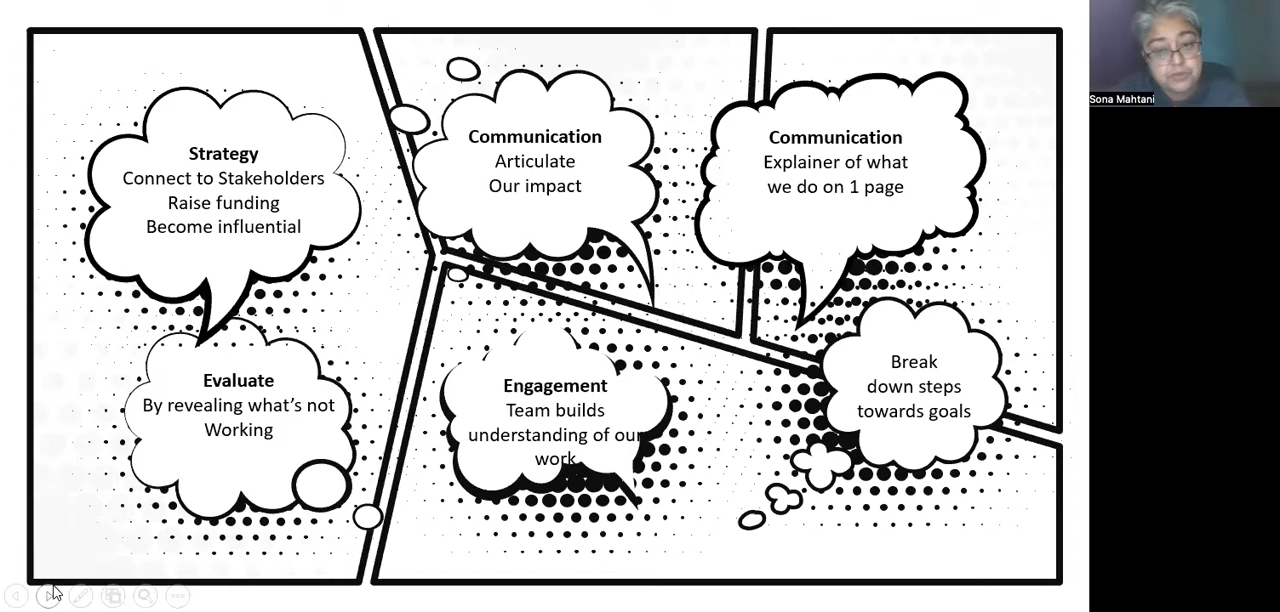 Strategy
Connect to Stakeholders
Raise funding
Become influential
Communication
Articulate
Our impact
Communication
Explainer of what
we do on 1 page
Evaluate
By revealing what's not
Working
Engagement
Team builds
understanding of our
work
Break
down steps
towards goals
Sona Mahtani